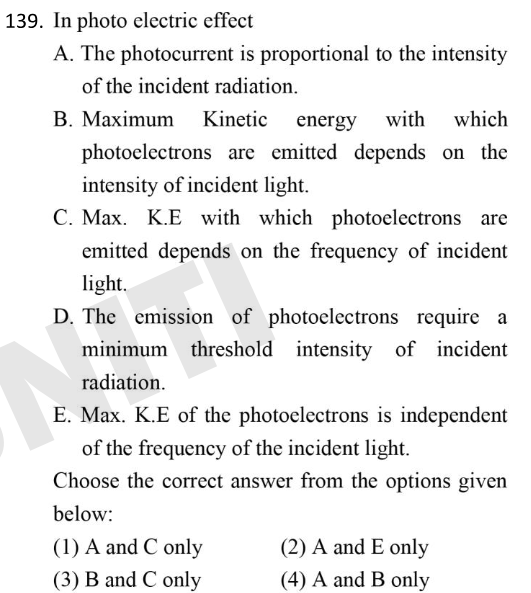 139. In photo electric effect
A. The photocurrent is proportional to the intensity
of the incident radiation.
B. Maximum Kinetic energy with which
photoelectrons are emitted depends on the
intensity of incident light.
C. Max. K.E with which photoelectrons are
emitted depends on the frequency of incident
light.
D. The emission of photoelectrons require a
minimum threshold intensity of incident
radiation.
E. Max. K.E of the photoelectrons is independent
of the frequency of the incident light.
Choose the correct answer from the options given
below:
(1) A and C only (2) A and E only
(3) B and C only (4) A and B only